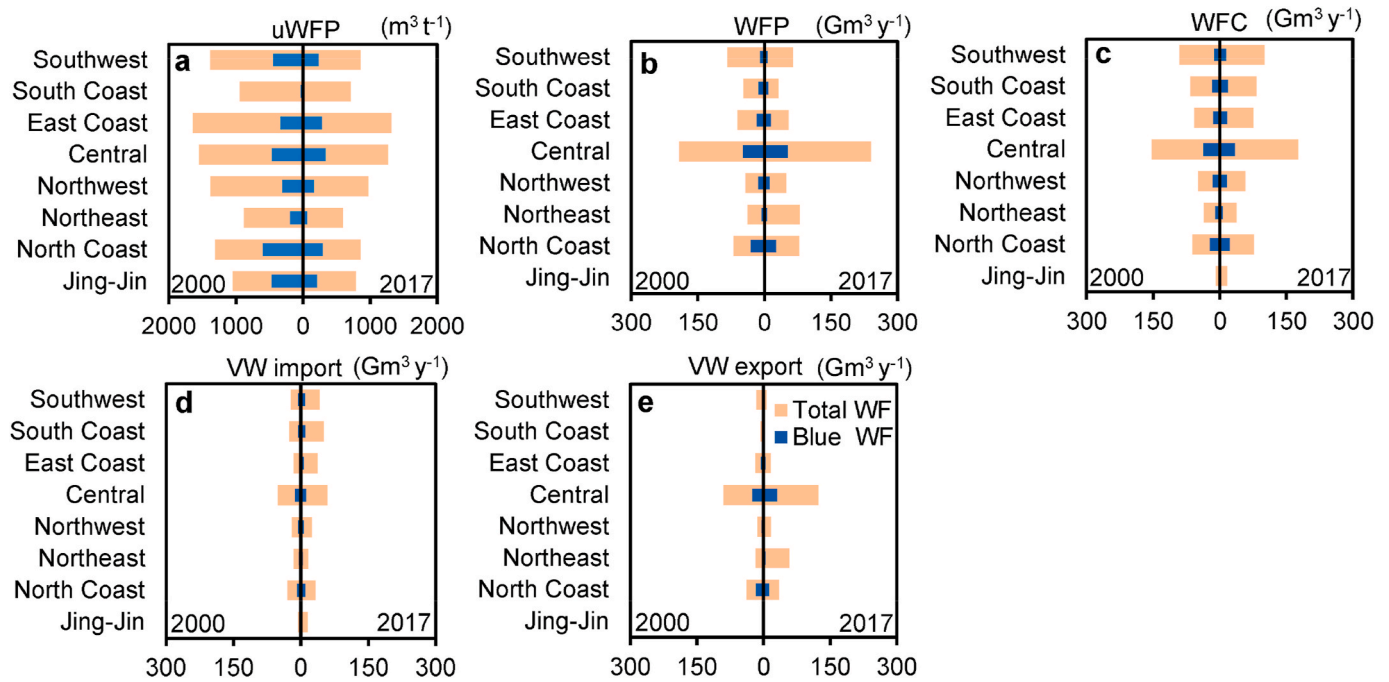 uWFP (m³ t⁻¹)
a
Southwest
South Coast
East Coast
Central
Northwest
Northeast
North Coast
Jing-Jin
2000 2017
2000 1000 0 1000 2000
WFP (Gm³ y⁻¹)
b
Southwest
South Coast
East Coast
Central
Northwest
Northeast
North Coast
2000 2017
300 150 0 150 300
WFC (Gm³ y⁻¹)
c
Southwest
South Coast
East Coast
Central
Northwest
Northeast
North Coast
Jing-Jin
2000 2017
300 150 0 150 300
VW import (Gm³ y⁻¹)
d
Southwest
South Coast
East Coast
Central
Northwest
Northeast
North Coast
Jing-Jin
2000 2017
300 150 0 150 300
VW export (Gm³ y⁻¹)
e
Southwest
South Coast
East Coast
Central
Northwest
Northeast
North Coast
Total WF
Blue WF
2000 2017
300 150 0 150 300